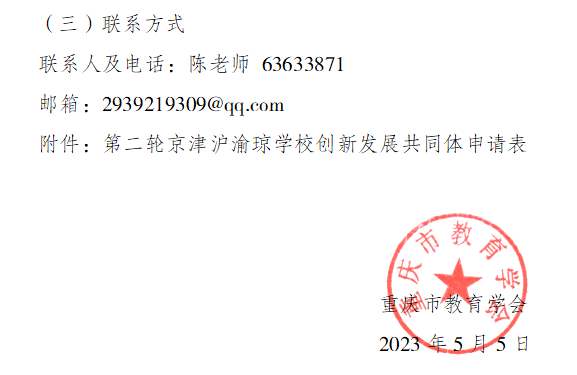 （三）联系方式
联系人及电话：陈老师 63633871
邮箱：2939219309@qq.com
附件：第二轮京津沪渝琼学校创新发展共同体申请表
重庆市教育学会
重庆市教育学会
2023 年 5 月 5 日